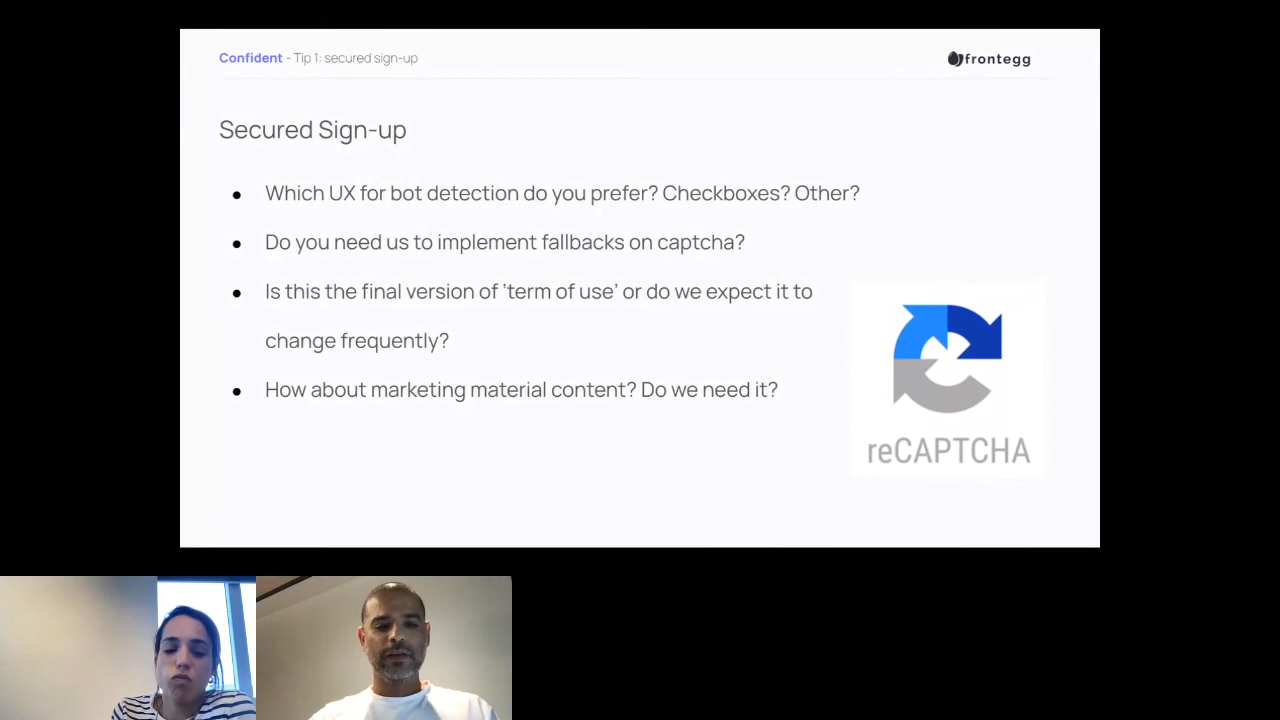 Confident - Tip 1: secured sign-up
frontegg
Secured Sign-up
● Which UX for bot detection do you prefer? Checkboxes? Other?
● Do you need us to implement fallbacks on captcha?
● Is this the final version of ‘term of use’ or do we expect it to
change frequently?
● How about marketing material content? Do we need it?
reCAPTCHA